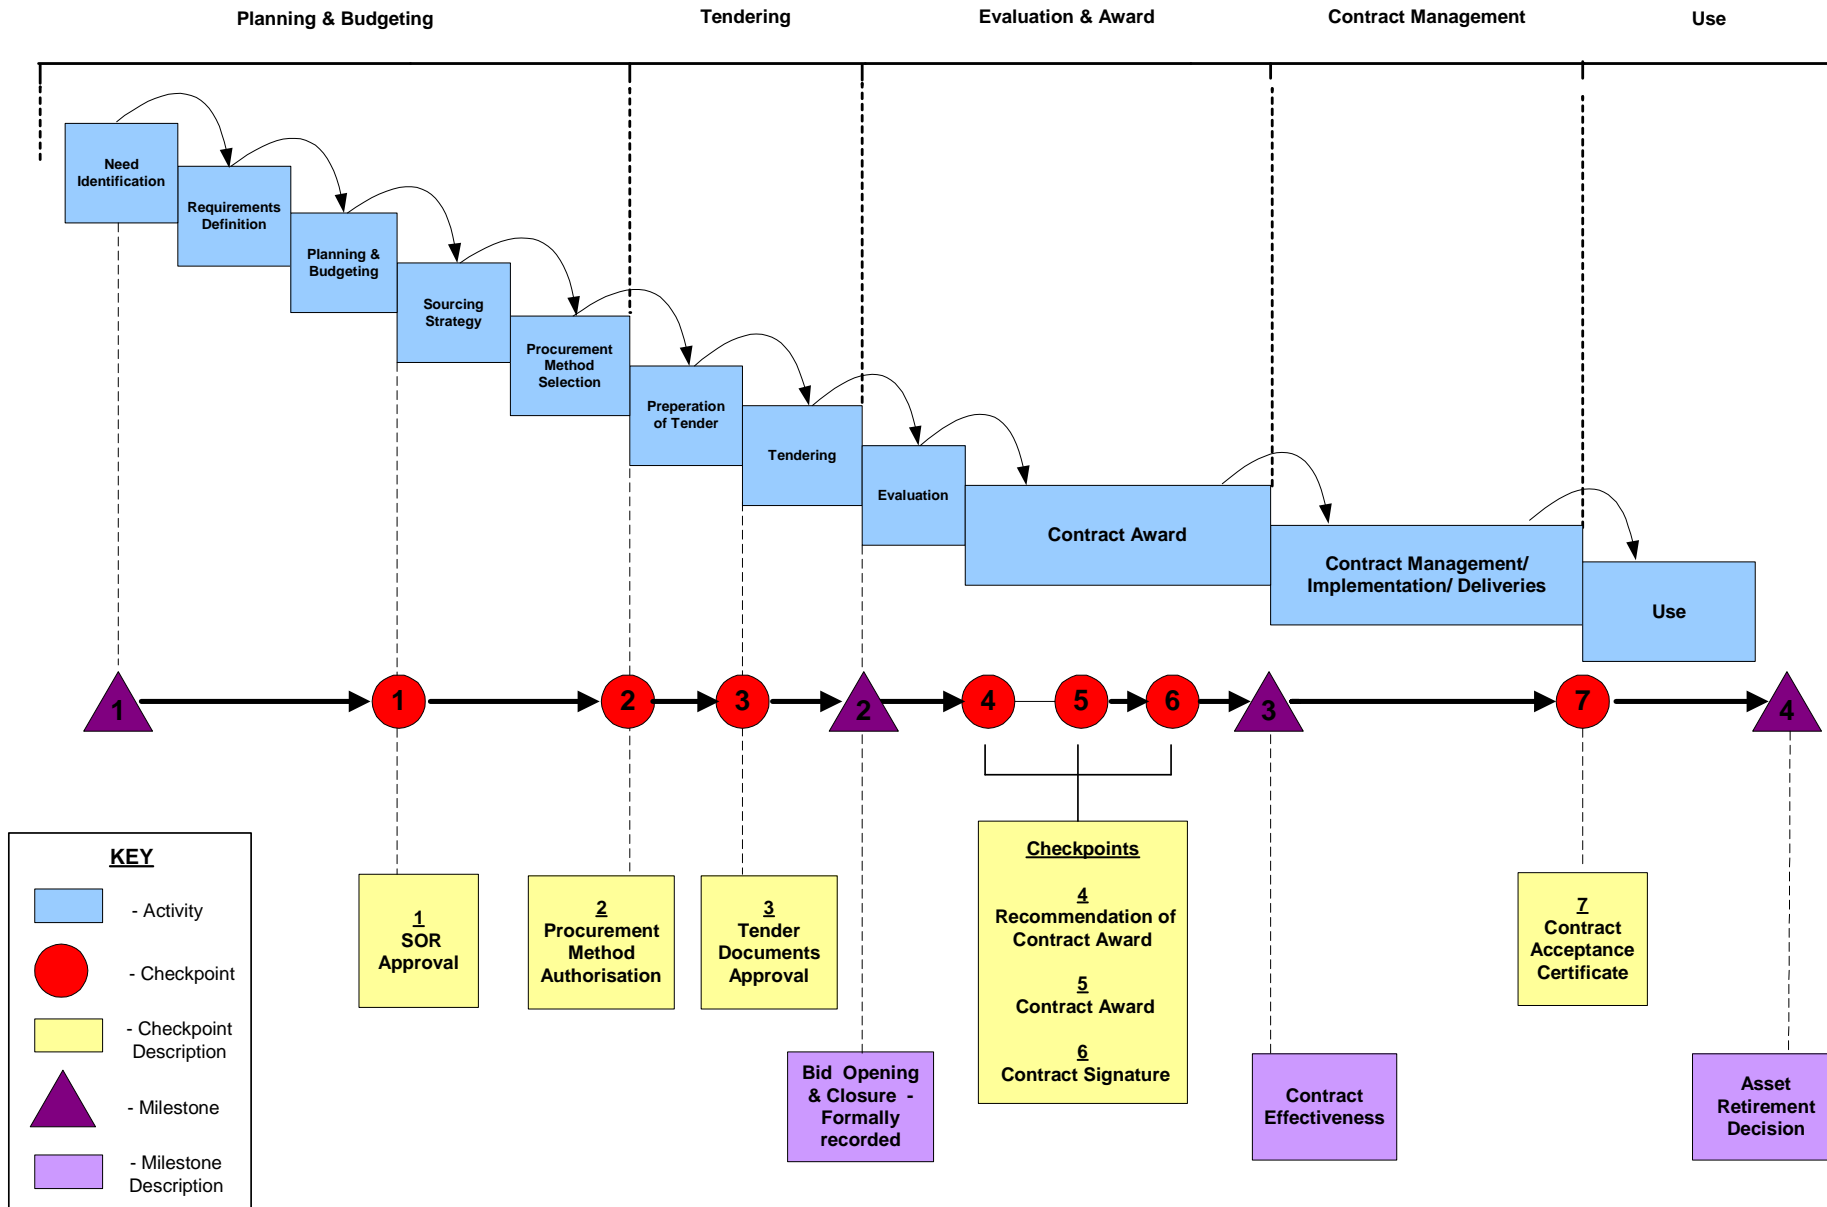 Planning & Budgeting
Tendering
Evaluation & Award
Contract Management
Use
Need
Identification
Requirements
Definition
Planning &
Budgeting
Sourcing
Strategy
Procurement
Method
Selection
Preperation
of Tender
Tendering
Evaluation
Contract Award
Contract Management/
Implementation/ Deliveries
Use
1
1
2
3
2
4
5
6
3
7
4
KEY
- Activity
- Checkpoint
- Checkpoint
Description
- Milestone
- Milestone
Description
1
SOR
Approval
2
Procurement
Method
Authorisation
3
Tender
Documents
Approval
Bid Opening
& Closure -
Formally
recorded
Checkpoints
4
Recommendation of
Contract Award
5
Contract Award
6
Contract Signature
Contract
Effectiveness
7
Contract
Acceptance
Certificate
Asset
Retirement
Decision